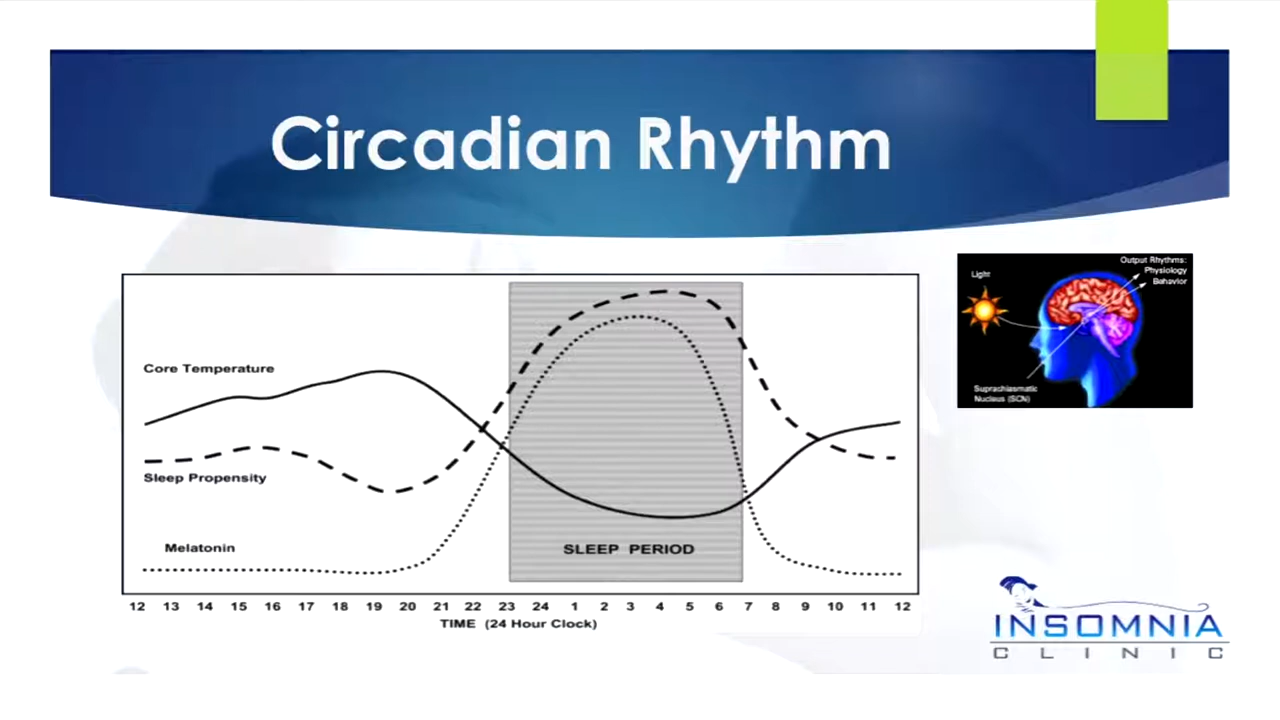 Circadian Rhythm
Core Temperature
Sleep Propensity
Melatonin
SLEEP PERIOD
12 13 14 15 16 17 18 19 20 21 22 23 24 1 2 3 4 5 6 7 8 9 10 11 12
TIME (24 Hour Clock)
Light
Output Rhythms:
Physiology
Behavior
Suprachiasmatic
Nucleus (SCN)
INSOMNIA
CLINIC